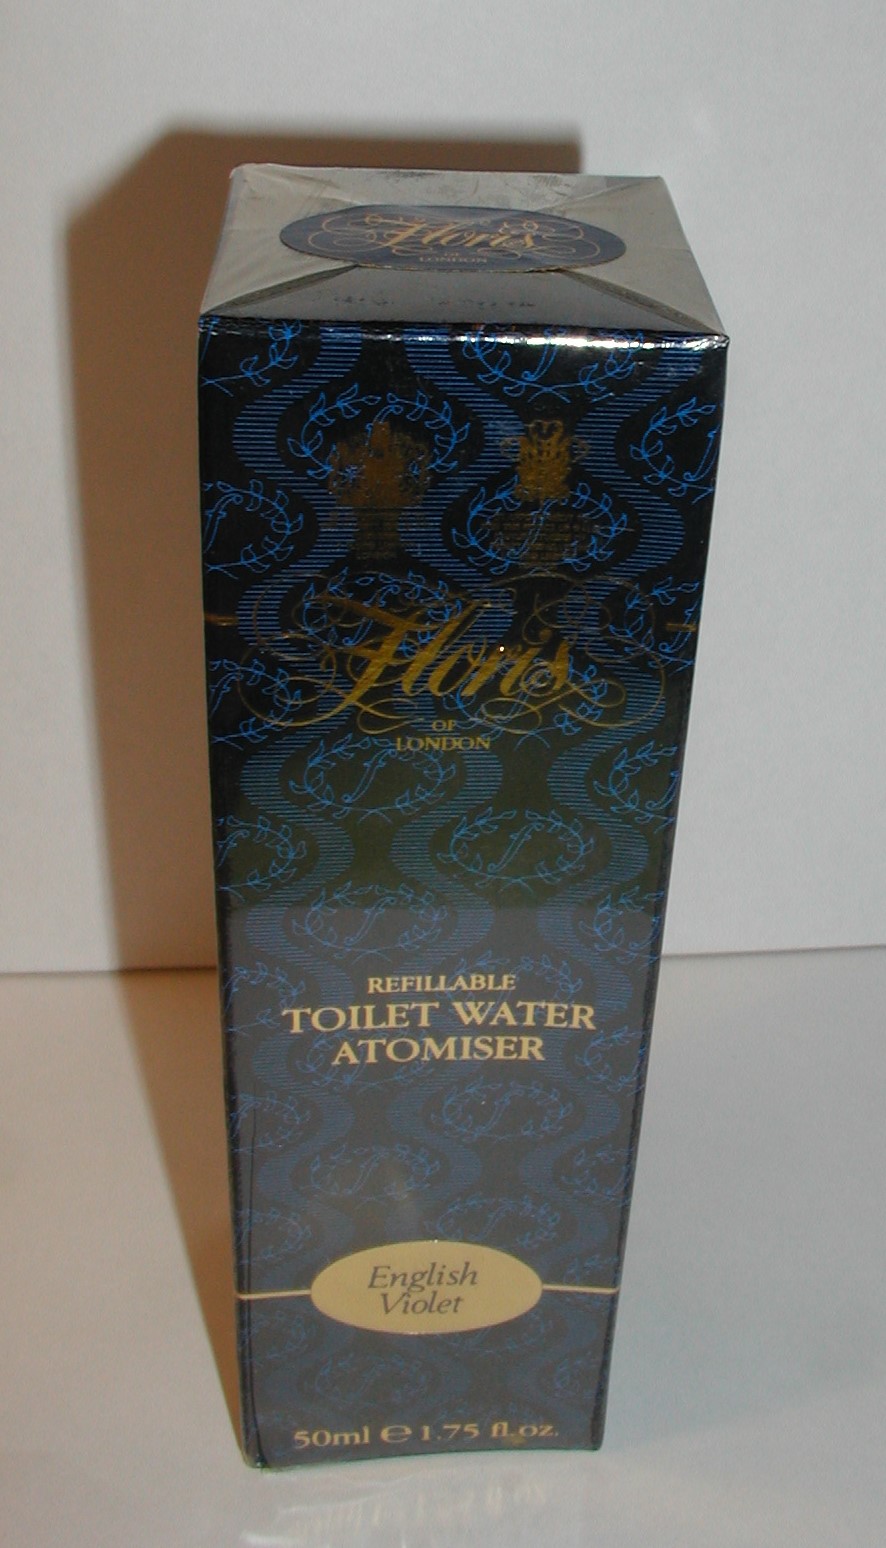 Floris
OF
LONDON
Floris
OF
LONDON
REFILLABLE
TOILET WATER
ATOMISER
English
Violet
50ml ℮ 1.75 fl.oz.